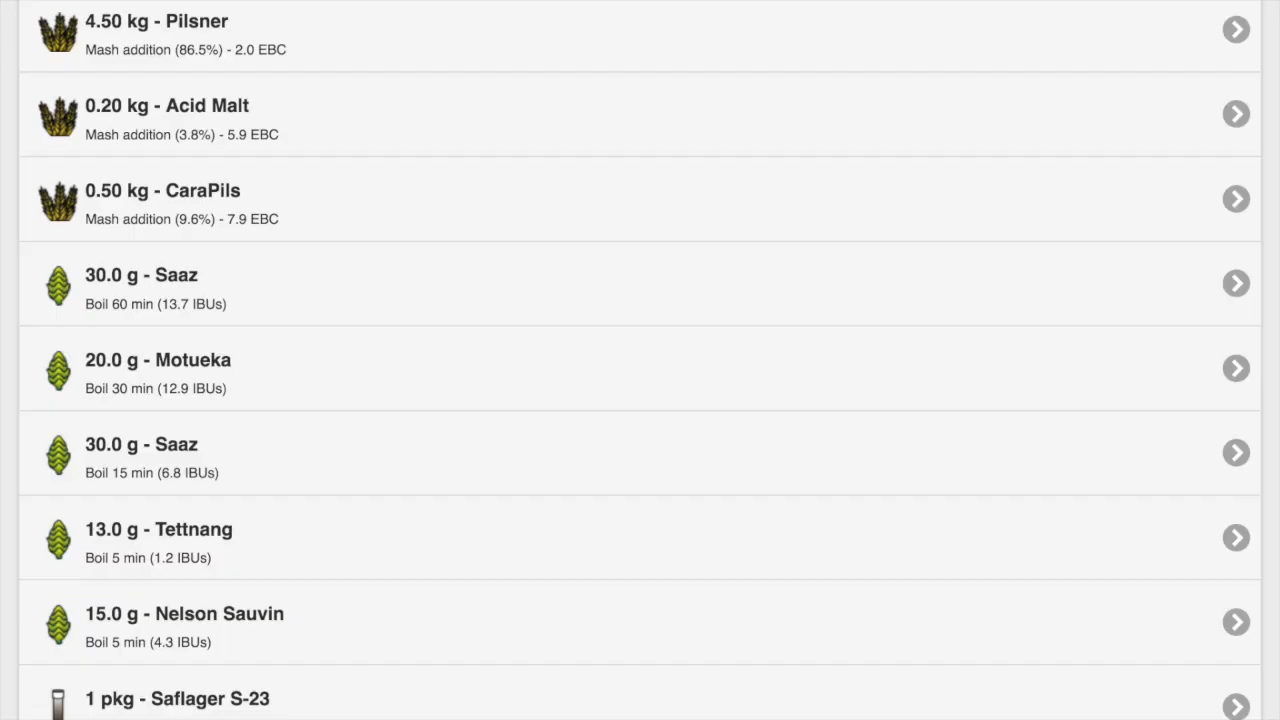 4.50 kg - Pilsner
Mash addition (86.5%) - 2.0 EBC
0.20 kg - Acid Malt
Mash addition (3.8%) - 5.9 EBC
0.50 kg - CaraPils
Mash addition (9.6%) - 7.9 EBC
30.0 g - Saaz
Boil 60 min (13.7 IBUs)
20.0 g - Motueka
Boil 30 min (12.9 IBUs)
30.0 g - Saaz
Boil 15 min (6.8 IBUs)
13.0 g - Tettnang
Boil 5 min (1.2 IBUs)
15.0 g - Nelson Sauvin
Boil 5 min (4.3 IBUs)
1 pkg - Saflager S-23